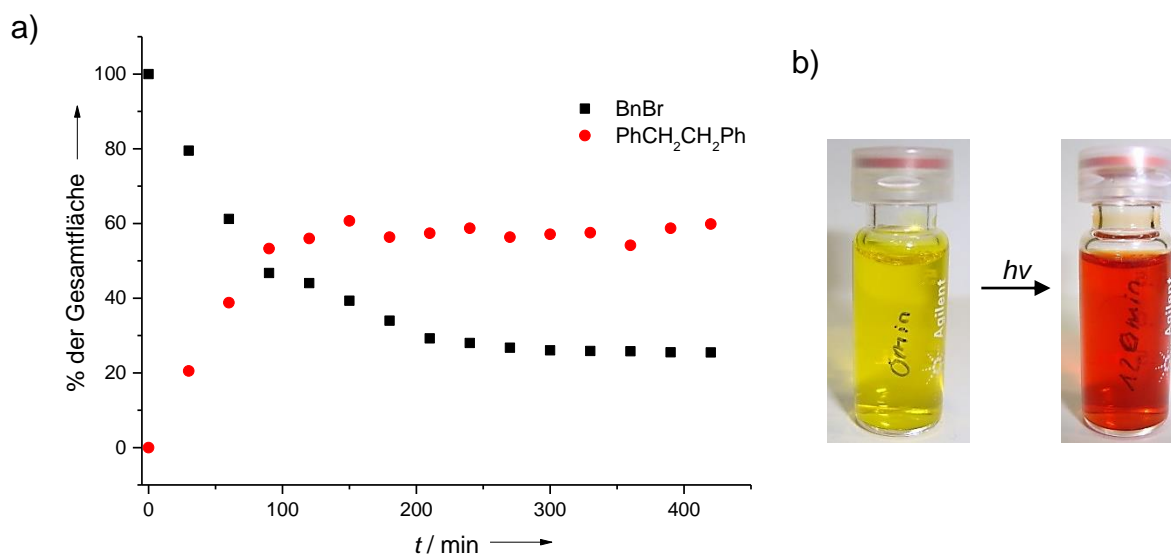 a)
% der Gesamtfläche
100
80
60
40
20
0
BnBr
PhCH₂CH₂Ph
0
100
200
300
400
t / min
b)
0min
Agilent
hν
120min
Agilent